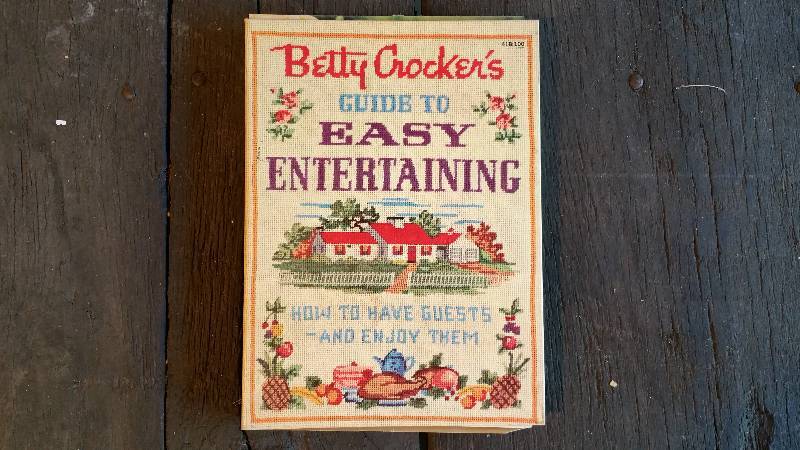 Betty Crocker's
GUIDE TO
EASY
ENTERTAINING
HOW TO HAVE GUESTS
—AND ENJOY THEM